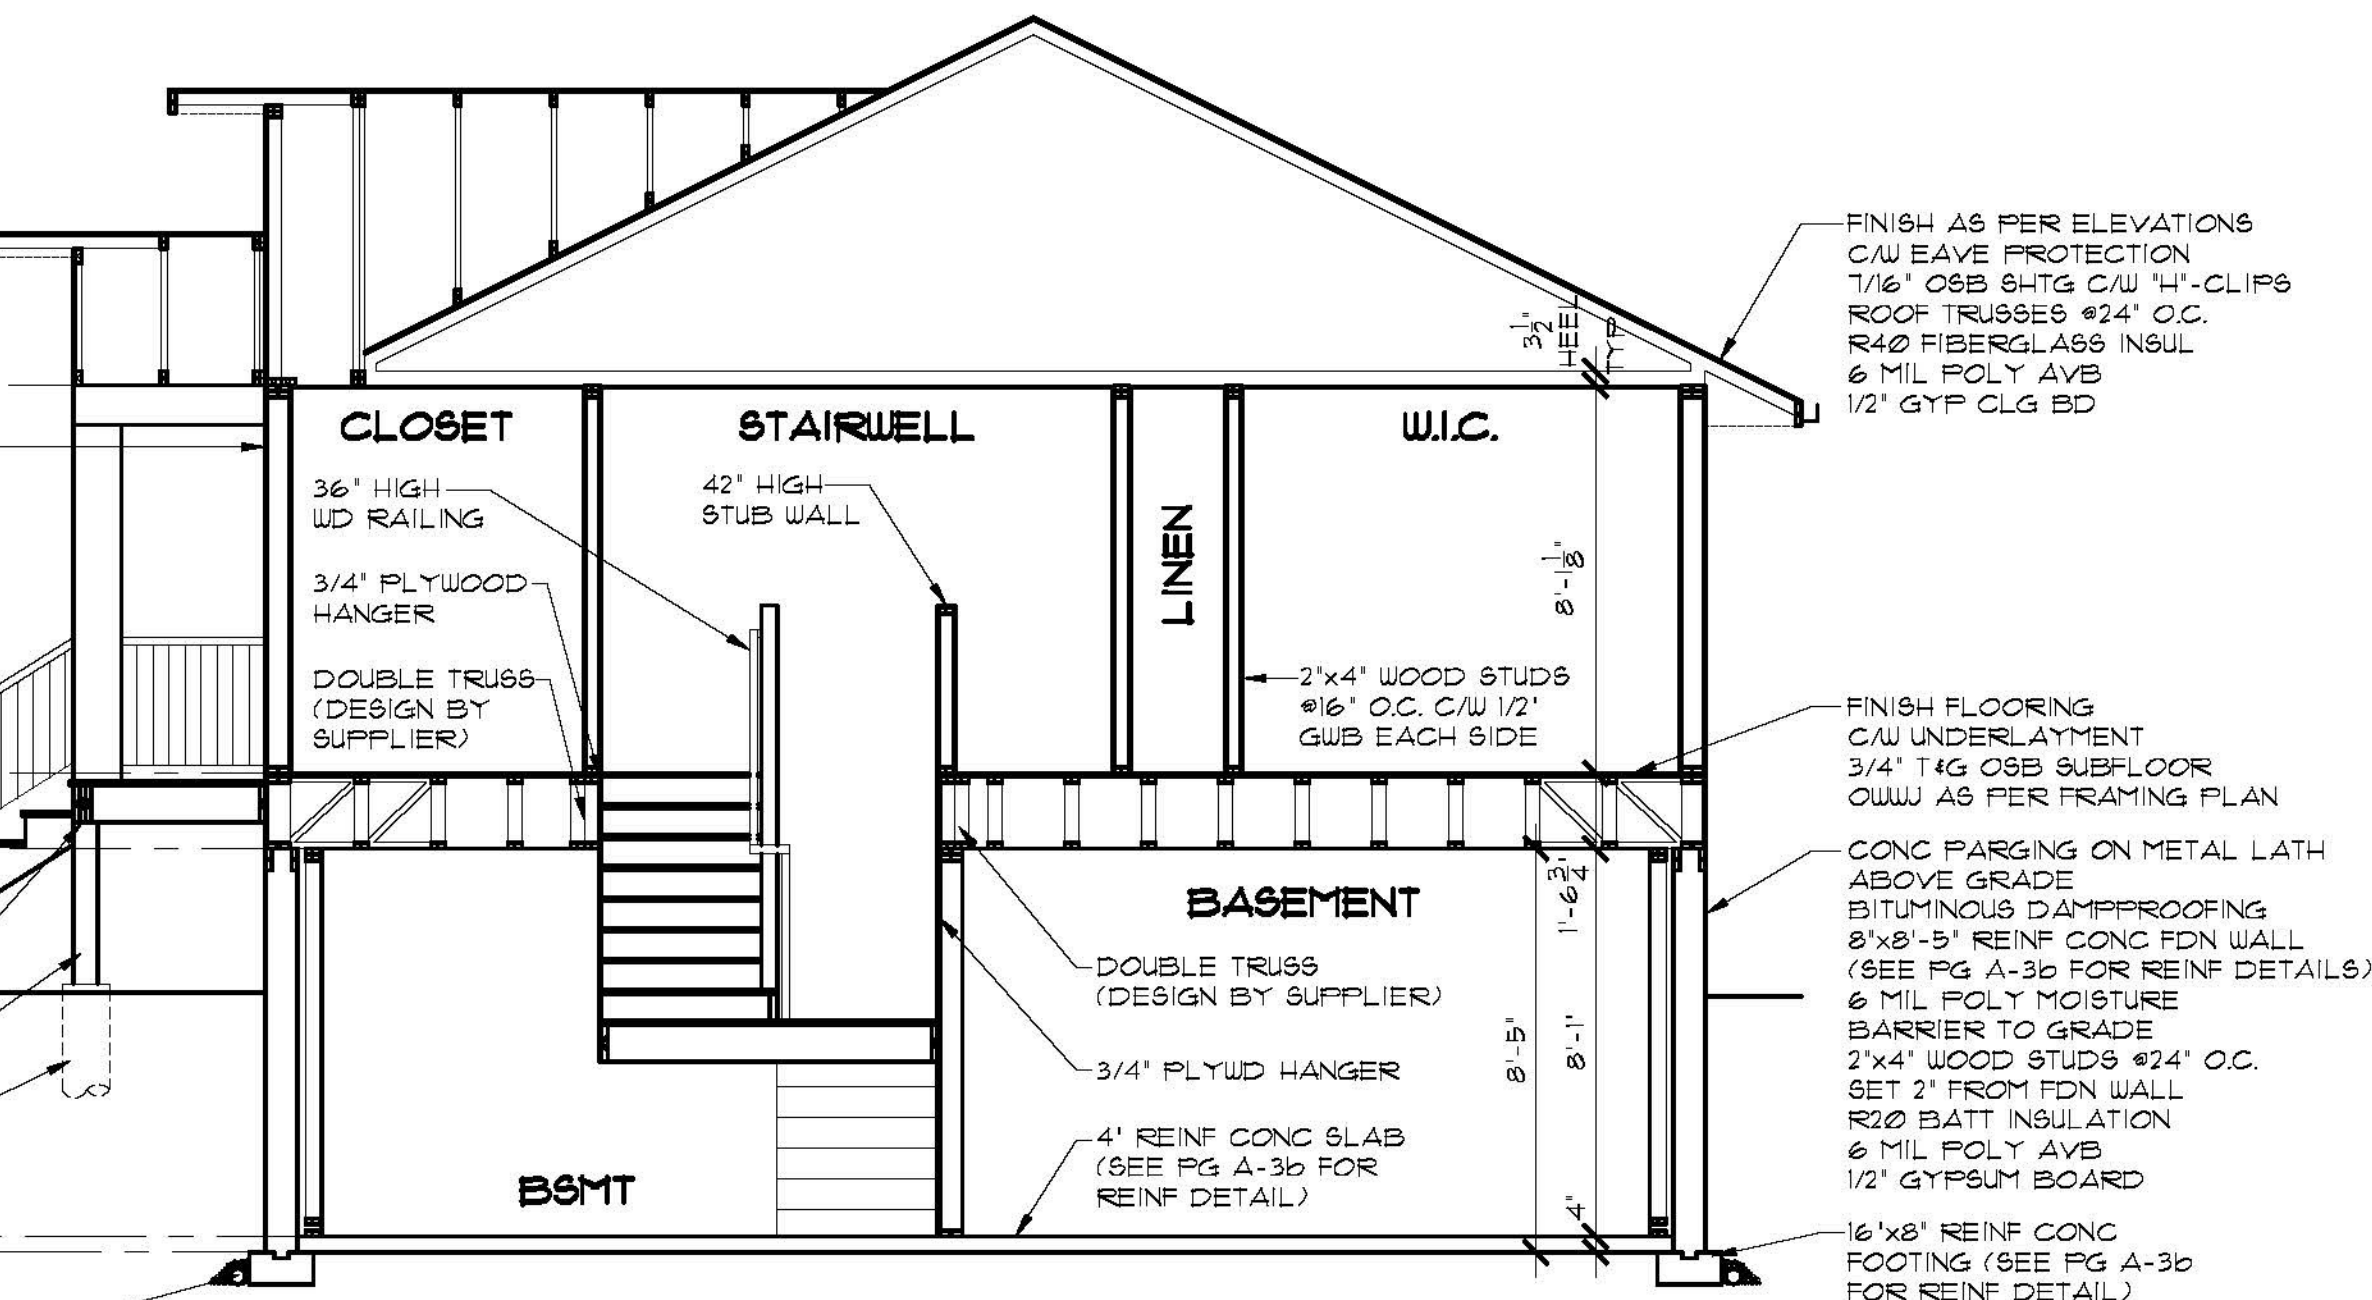 FINISH AS PER ELEVATIONS
C/W EAVE PROTECTION
7/16" OSB SHTG C/W "H"-CLIPS
ROOF TRUSSES @24" O.C.
R40 FIBERGLASS INSUL
6 MIL POLY AVB
1/2" GYP CLG BD
3 1/2"
HEEL
TYP
CLOSET
STAIRWELL
W.I.C.
36" HIGH
WD RAILING
42" HIGH
STUB WALL
LINEN
3/4" PLYWOOD
HANGER
8'-1 1/8"
DOUBLE TRUSS
(DESIGN BY
SUPPLIER)
2"x4" WOOD STUDS
@16" O.C. C/W 1/2'
GWB EACH SIDE
FINISH FLOORING
C/W UNDERLAYMENT
3/4" T&G OSB SUBFLOOR
OWWJ AS PER FRAMING PLAN
1'-6 3/4'
BASEMENT
CONC PARGING ON METAL LATH
ABOVE GRADE
BITUMINOUS DAMPPROOFING
8"x8'-5" REINF CONC FDN WALL
(SEE PG A-3b FOR REINF DETAILS)
6 MIL POLY MOISTURE
BARRIER TO GRADE
2"x4" WOOD STUDS @24" O.C.
SET 2" FROM FDN WALL
R20 BATT INSULATION
6 MIL POLY AVB
1/2" GYPSUM BOARD
DOUBLE TRUSS
(DESIGN BY SUPPLIER)
8'-5"
8'-1'
3/4" PLYWD HANGER
4' REINF CONC SLAB
(SEE PG A-3b FOR
REINF DETAIL)
BSMT
4"
16'x8" REINF CONC
FOOTING (SEE PG A-3b
FOR REINF DETAIL)